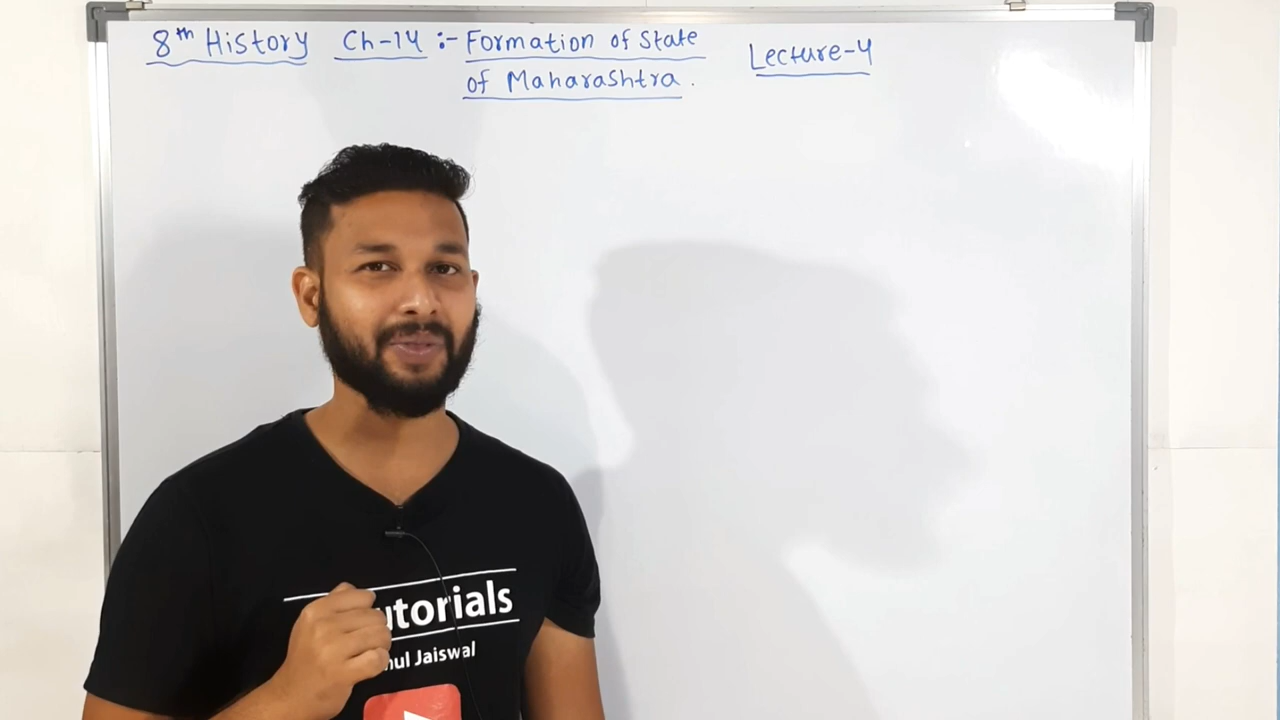 8th History Ch-14 :- Formation of State
of Maharashtra.
Lecture-4
utorials
hul Jaiswal